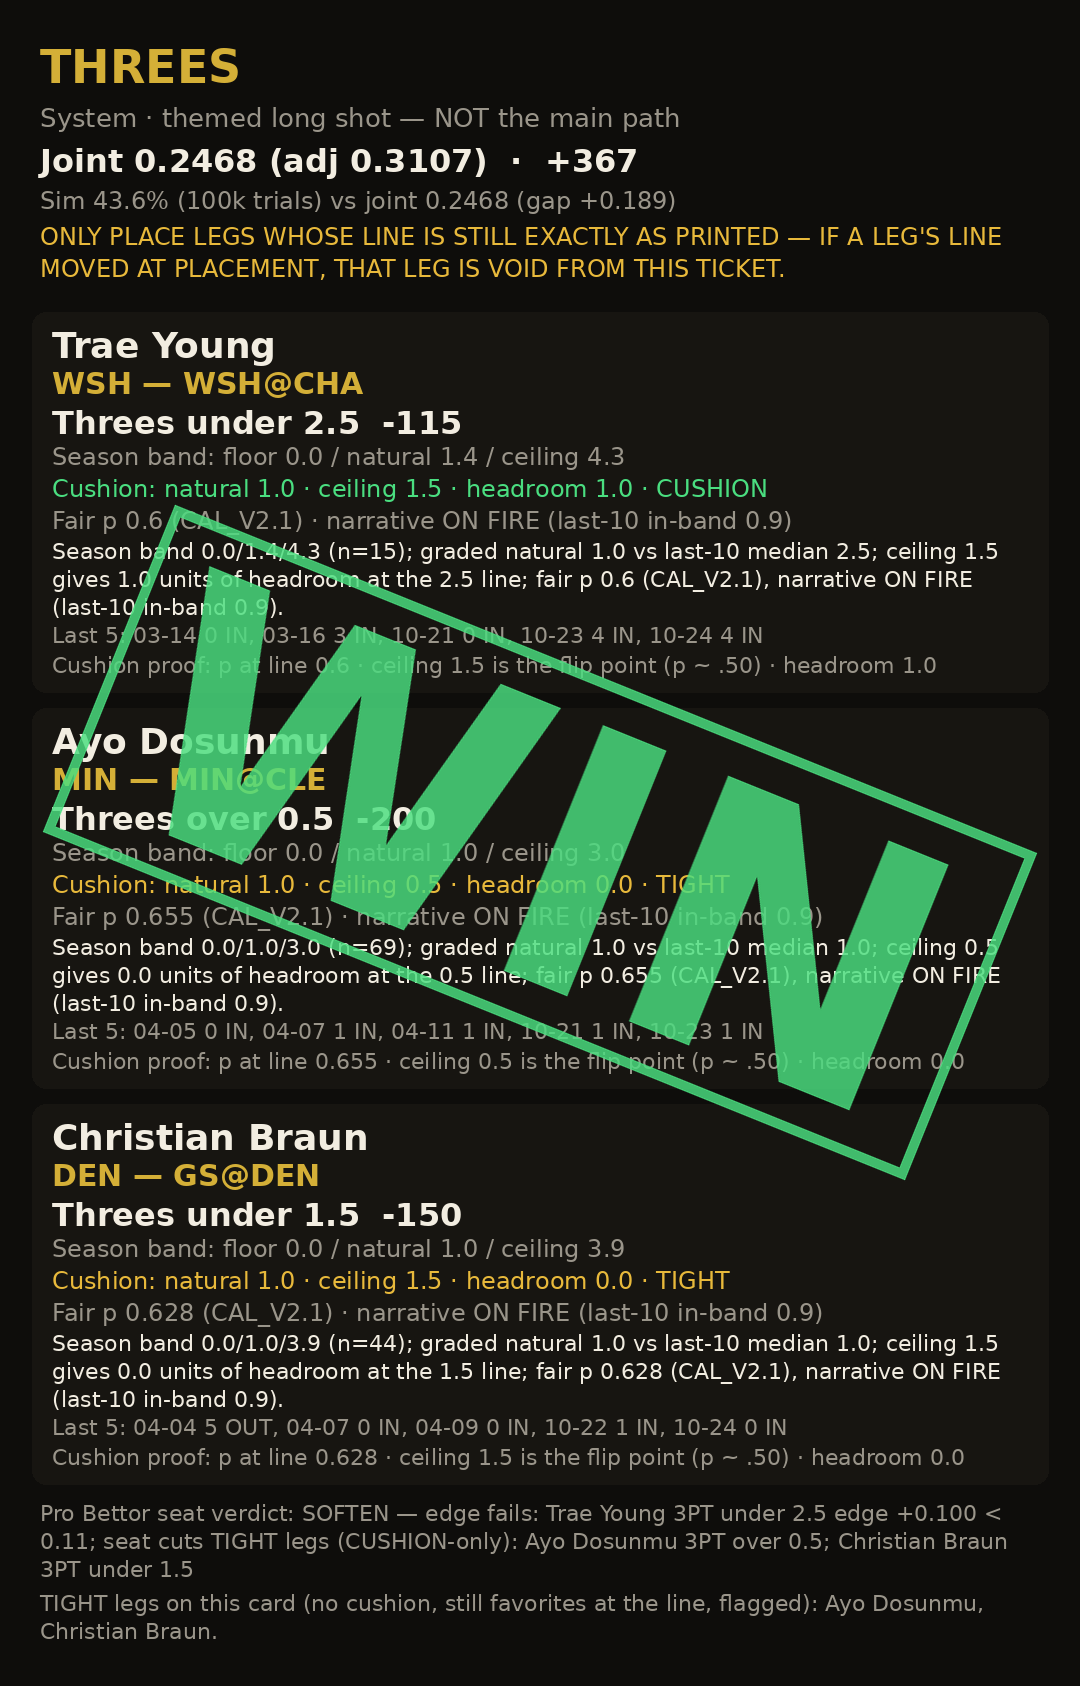 THREES
System · themed long shot — NOT the main path
Joint 0.2468 (adj 0.3107)  ·  +367
Sim 43.6% (100k trials) vs joint 0.2468 (gap +0.189)
ONLY PLACE LEGS WHOSE LINE IS STILL EXACTLY AS PRINTED — IF A LEG'S LINE
MOVED AT PLACEMENT, THAT LEG IS VOID FROM THIS TICKET.
Trae Young
WSH — WSH@CHA
Threes under 2.5  -115
Season band: floor 0.0 / natural 1.4 / ceiling 4.3
Cushion: natural 1.0 · ceiling 1.5 · headroom 1.0 · CUSHION
Fair p 0.6 (CAL_V2.1) · narrative ON FIRE (last-10 in-band 0.9)
Season band 0.0/1.4/4.3 (n=15); graded natural 1.0 vs last-10 median 2.5; ceiling 1.5
gives 1.0 units of headroom at the 2.5 line; fair p 0.6 (CAL_V2.1), narrative ON FIRE
(last-10 in-band 0.9).
Last 5: 03-14 0 IN, 03-16 3 IN, 10-21 0 IN, 10-23 4 IN, 10-24 4 IN
Cushion proof: p at line 0.6 · ceiling 1.5 is the flip point (p ~ .50) · headroom 1.0
WIN
Ayo Dosunmu
MIN — MIN@CLE
Threes over 0.5  -200
Season band: floor 0.0 / natural 1.0 / ceiling 3.0
Cushion: natural 1.0 · ceiling 0.5 · headroom 0.0 · TIGHT
Fair p 0.655 (CAL_V2.1) · narrative ON FIRE (last-10 in-band 0.9)
Season band 0.0/1.0/3.0 (n=69); graded natural 1.0 vs last-10 median 1.0; ceiling 0.5
gives 0.0 units of headroom at the 0.5 line; fair p 0.655 (CAL_V2.1), narrative ON FIRE
(last-10 in-band 0.9).
Last 5: 04-05 0 IN, 04-07 1 IN, 04-11 1 IN, 10-21 1 IN, 10-23 1 IN
Cushion proof: p at line 0.655 · ceiling 0.5 is the flip point (p ~ .50) · headroom 0.0
Christian Braun
DEN — GS@DEN
Threes under 1.5  -150
Season band: floor 0.0 / natural 1.0 / ceiling 3.9
Cushion: natural 1.0 · ceiling 1.5 · headroom 0.0 · TIGHT
Fair p 0.628 (CAL_V2.1) · narrative ON FIRE (last-10 in-band 0.9)
Season band 0.0/1.0/3.9 (n=44); graded natural 1.0 vs last-10 median 1.0; ceiling 1.5
gives 0.0 units of headroom at the 1.5 line; fair p 0.628 (CAL_V2.1), narrative ON FIRE
(last-10 in-band 0.9).
Last 5: 04-04 5 OUT, 04-07 0 IN, 04-09 0 IN, 10-22 1 IN, 10-24 0 IN
Cushion proof: p at line 0.628 · ceiling 1.5 is the flip point (p ~ .50) · headroom 0.0
Pro Bettor seat verdict: SOFTEN — edge fails: Trae Young 3PT under 2.5 edge +0.100 <
0.11; seat cuts TIGHT legs (CUSHION-only): Ayo Dosunmu 3PT over 0.5; Christian Braun
3PT under 1.5
TIGHT legs on this card (no cushion, still favorites at the line, flagged): Ayo Dosunmu,
Christian Braun.